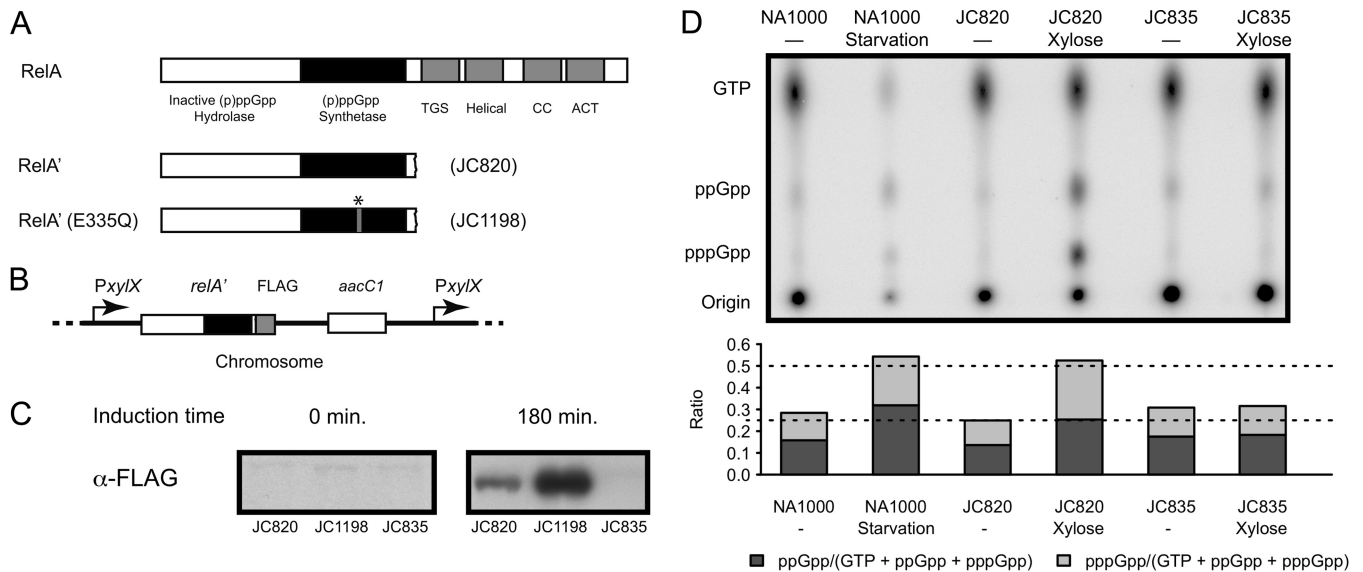 A
RelA
Inactive (p)ppGpp
Hydrolase
(p)ppGpp
Synthetase
TGS
Helical
CC
ACT
RelA'
(JC820)
*
RelA' (E335Q)
(JC1198)
B
PxylX
relA'
FLAG
aacC1
PxylX
Chromosome
C
Induction time
0 min.
180 min.
α-FLAG
JC820
JC1198
JC835
JC820
JC1198
JC835
D
NA1000
—
NA1000
Starvation
JC820
—
JC820
Xylose
JC835
—
JC835
Xylose
GTP
ppGpp
pppGpp
Origin
Ratio
0.6
0.5
0.4
0.3
0.2
0.1
0.0
NA1000
-
NA1000
Starvation
JC820
-
JC820
Xylose
JC835
-
JC835
Xylose
ppGpp/(GTP + ppGpp + pppGpp)
pppGpp/(GTP + ppGpp + pppGpp)